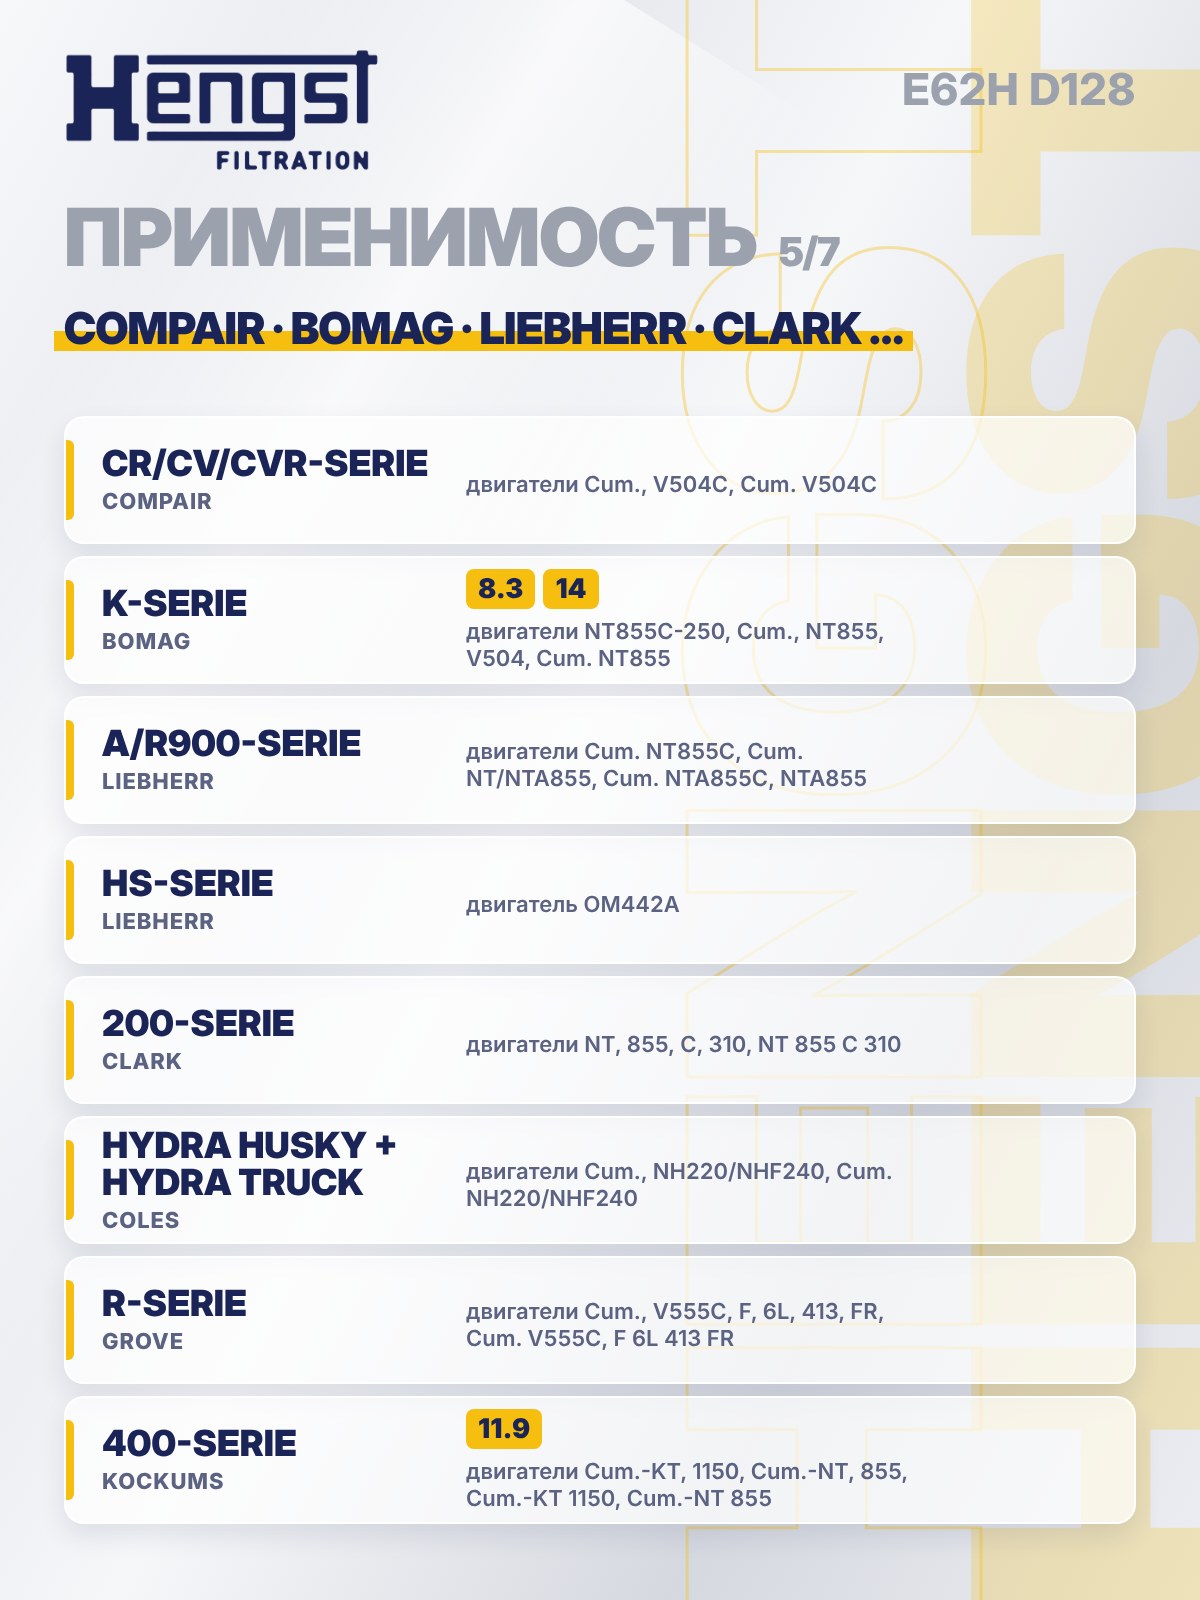 Hengst
FILTRATION
E62H D128
ПРИМЕНИМОСТЬ 5/7
COMPAIR · BOMAG · LIEBHERR · CLARK ...
CR/CV/CVR-SERIE
COMPAIR
двигатели Cum., V504C, Cum. V504C
K-SERIE
BOMAG
8.3 14
двигатели NT855C-250, Cum., NT855,
V504, Cum. NT855
A/R900-SERIE
LIEBHERR
двигатели Cum. NT855C, Cum.
NT/NTA855, Cum. NTA855C, NTA855
HS-SERIE
LIEBHERR
двигатель OM442A
200-SERIE
CLARK
двигатели NT, 855, C, 310, NT 855 C 310
HYDRA HUSKY +
HYDRA TRUCK
COLES
двигатели Cum., NH220/NHF240, Cum.
NH220/NHF240
R-SERIE
GROVE
двигатели Cum., V555C, F, 6L, 413, FR,
Cum. V555C, F 6L 413 FR
400-SERIE
KOCKUMS
11.9
двигатели Cum.-KT, 1150, Cum.-NT, 855,
Cum.-KT 1150, Cum.-NT 855
HENGST
HENGST